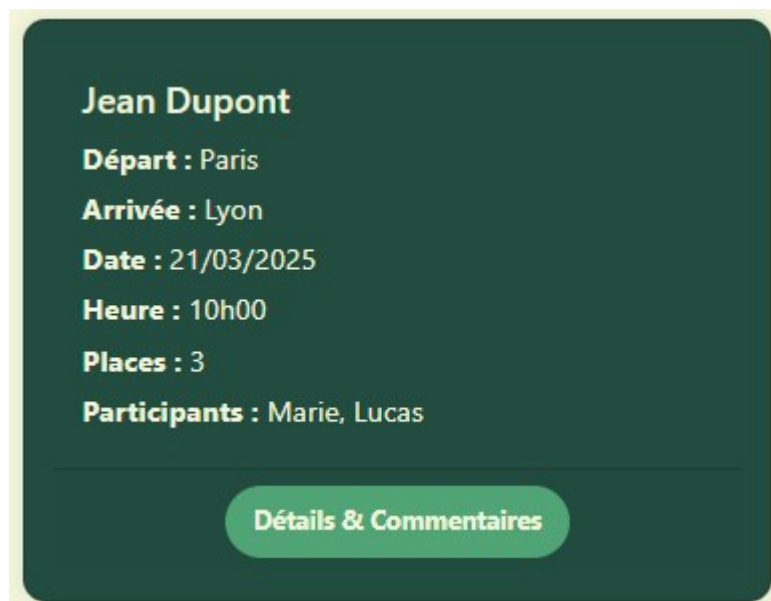 Jean Dupont
Départ : Paris
Arrivée : Lyon
Date : 21/03/2025
Heure : 10h00
Places : 3
Participants : Marie, Lucas
Détails & Commentaires